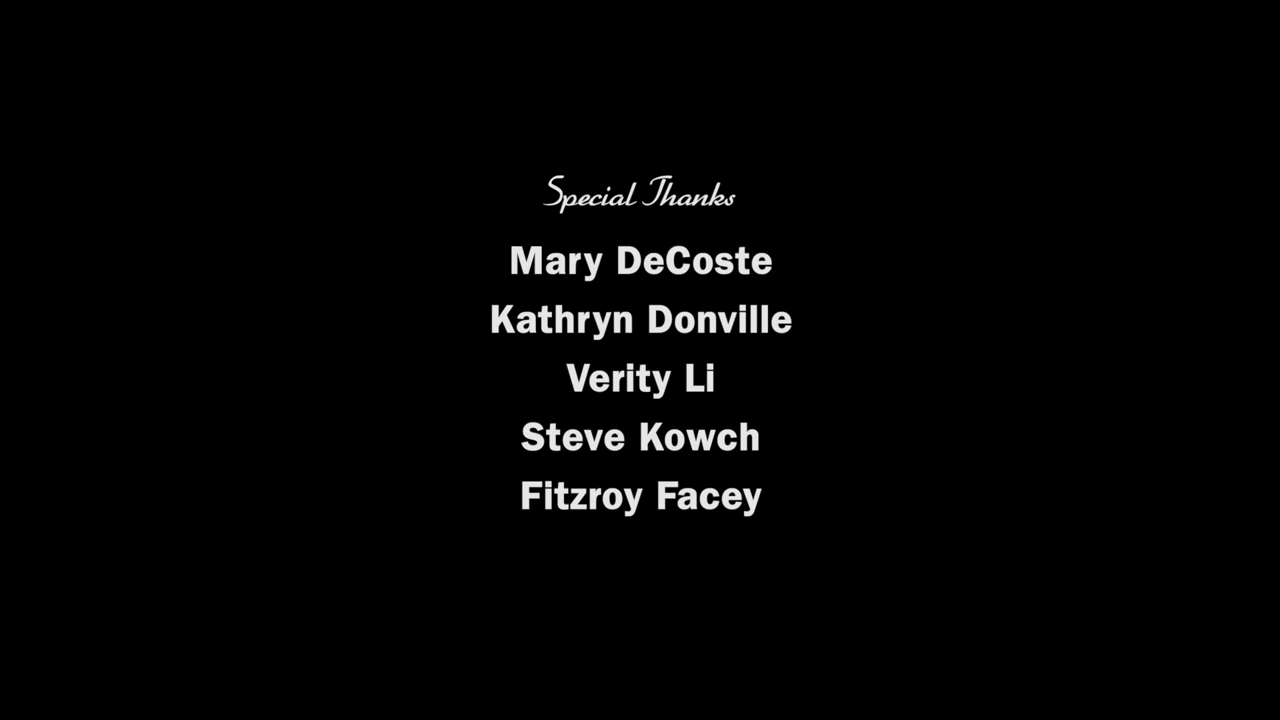 Special Thanks
Mary DeCoste
Kathryn Donville
Verity Li
Steve Kowch
Fitzroy Facey